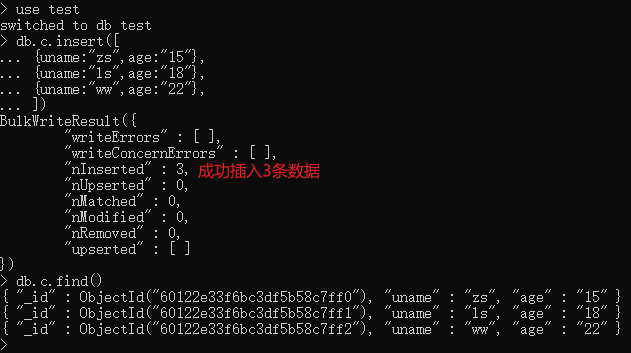 > use test
switched to db test
> db.c.insert([
... {uname:"zs",age:"15"},
... {uname:"ls",age:"18"},
... {uname:"ww",age:"22"},
... ])
BulkWriteResult({
"writeErrors" : [ ],
"writeConcernErrors" : [ ],
"nInserted" : 3, 成功插入3条数据
"nUpserted" : 0,
"nMatched" : 0,
"nModified" : 0,
"nRemoved" : 0,
"upserted" : [ ]
})
> db.c.find()
{ "_id" : ObjectId("60122e33f6bc3df5b58c7ff0"), "uname" : "zs", "age" : "15" }
{ "_id" : ObjectId("60122e33f6bc3df5b58c7ff1"), "uname" : "ls", "age" : "18" }
{ "_id" : ObjectId("60122e33f6bc3df5b58c7ff2"), "uname" : "ww", "age" : "22" }
>